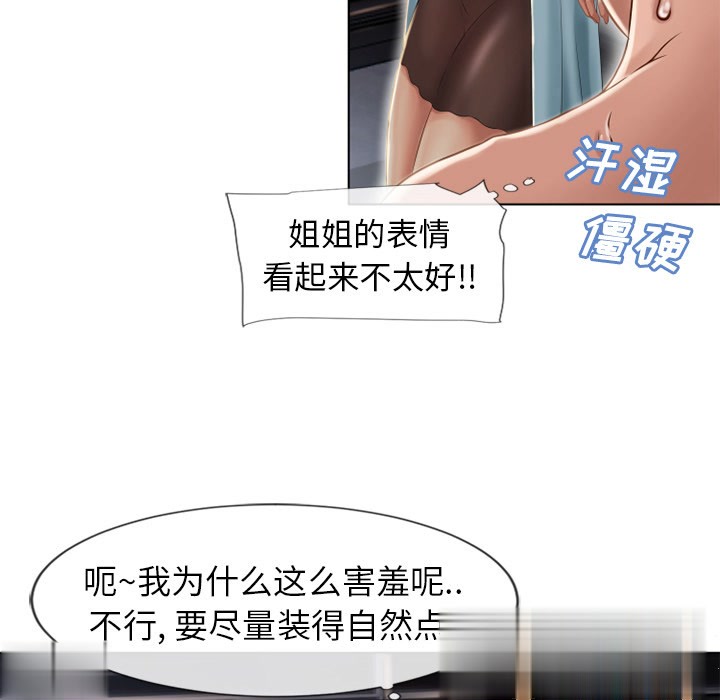 汗湿
僵硬
姐姐的表情
看起来不太好!!
呃~我为什么这么害羞呢..
不行, 要尽量装得自然点